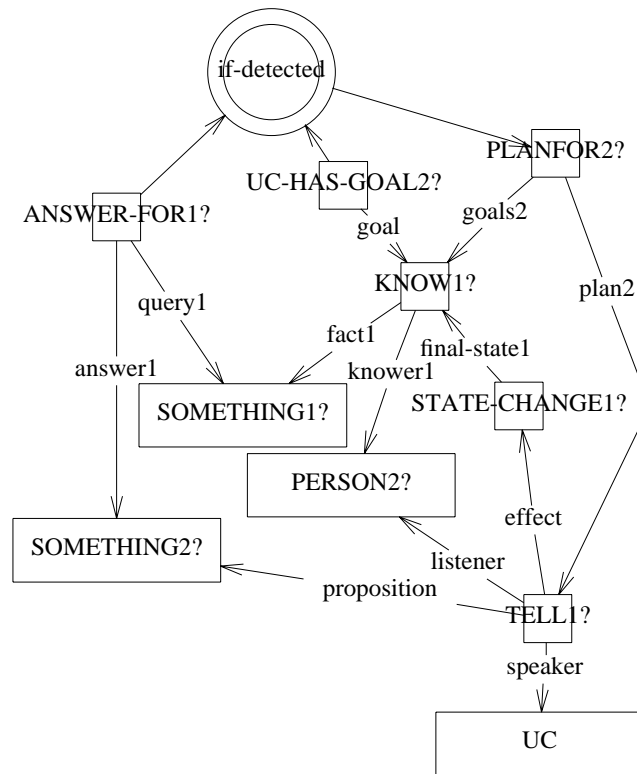 if-detected
PLANFOR2?
UC-HAS-GOAL2?
ANSWER-FOR1?
goals2
goal
KNOW1?
plan2
query1
fact1
final-state1
answer1
knower1
SOMETHING1?
STATE-CHANGE1?
PERSON2?
effect
SOMETHING2?
listener
proposition
TELL1?
speaker
UC